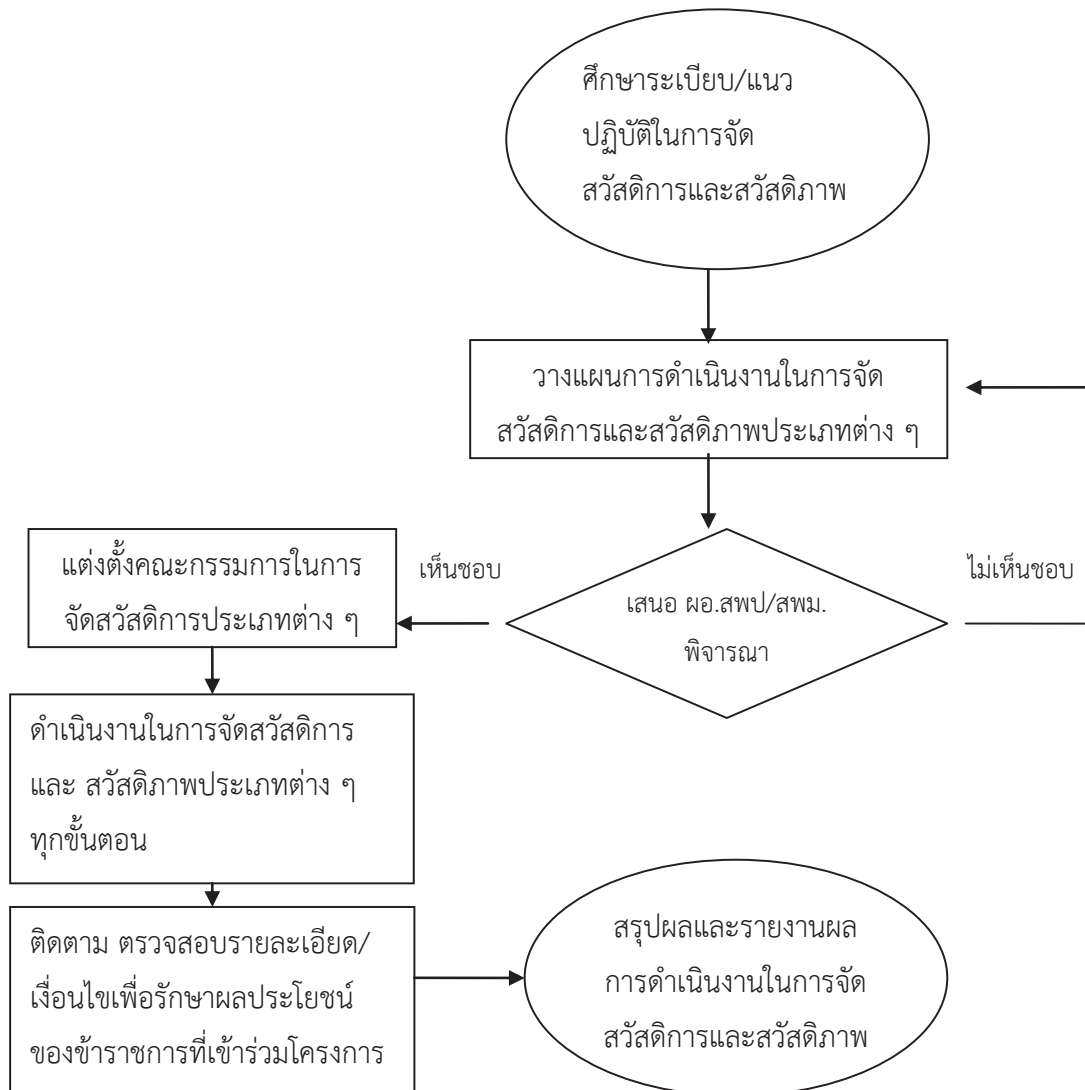 ศึกษาระเบียบ/แนว
ปฏิบัติในการจัด
สวัสดิการและสวัสดิภาพ
วางแผนการดำเนินงานในการจัด
สวัสดิการและสวัสดิภาพประเภทต่าง ๆ
เสนอ ผอ.สพป/สพม.
พิจารณา
ไม่เห็นชอบ
เห็นชอบ
แต่งตั้งคณะกรรมการในการ
จัดสวัสดิการประเภทต่าง ๆ
ดำเนินงานในการจัดสวัสดิการ
และ สวัสดิภาพประเภทต่าง ๆ
ทุกขั้นตอน
ติดตาม ตรวจสอบรายละเอียด/
เงื่อนไขเพื่อรักษาผลประโยชน์
ของข้าราชการที่เข้าร่วมโครงการ
สรุปผลและรายงานผล
การดำเนินงานในการจัด
สวัสดิการและสวัสดิภาพ